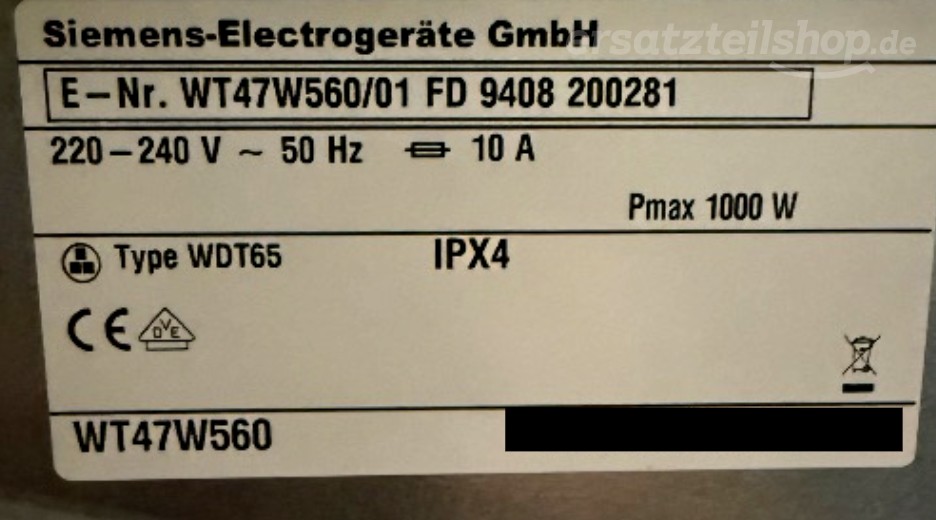 Siemens-Electrogeräte GmbH
ersatzteilshop.de
E-Nr. WT47W560/01 FD 9408 200281
220-240 V ~ 50 Hz 10 A
Pmax 1000 W
Type WDT65 IPX4
CE DVE
WT47W560